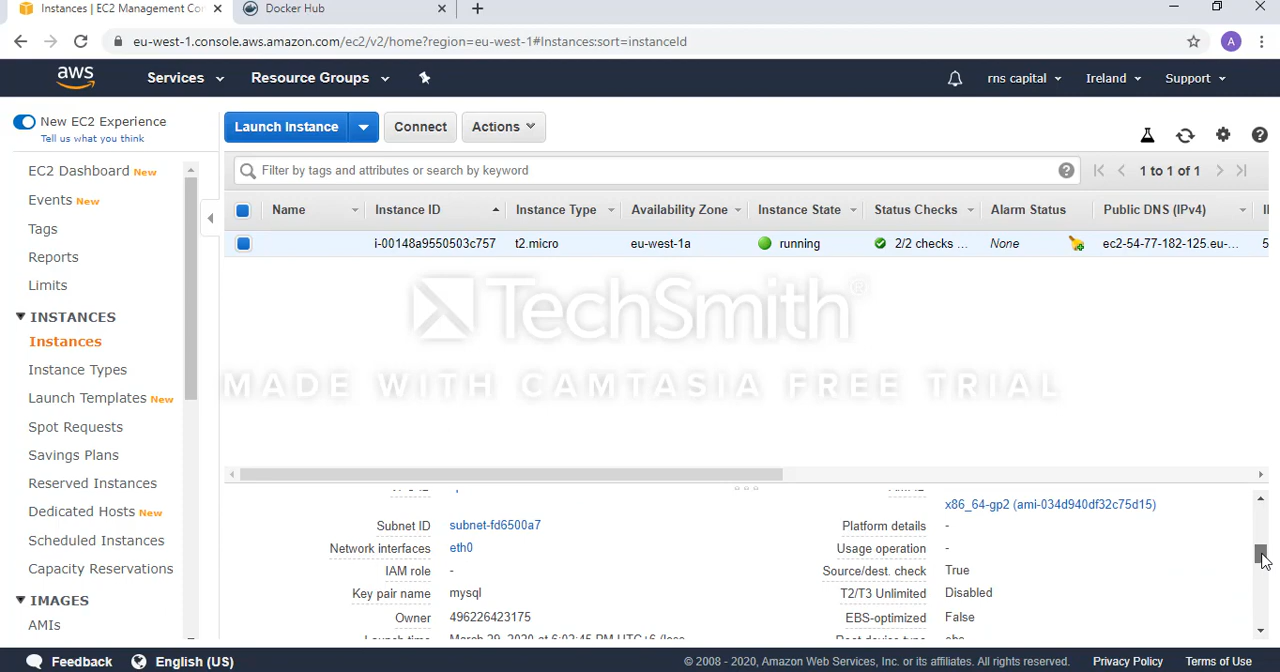 Instances | EC2 Management Con
Docker Hub
eu-west-1.console.aws.amazon.com/ec2/v2/home?region=eu-west-1#Instances:sort=instanceId
A
aws
Services
Resource Groups
rns capital
Ireland
Support
New EC2 Experience
Tell us what you think
Launch Instance
Connect
Actions
EC2 Dashboard New
Events New
Tags
Reports
Limits
INSTANCES
Instances
Instance Types
Launch Templates New
Spot Requests
Savings Plans
Reserved Instances
Dedicated Hosts New
Scheduled Instances
Capacity Reservations
IMAGES
AMIs
Filter by tags and attributes or search by keyword
1 to 1 of 1
Name Instance ID Instance Type Availability Zone Instance State Status Checks Alarm Status Public DNS (IPv4)
i-00148a9550503c757 t2.micro eu-west-1a running 2/2 checks ... None ec2-54-77-182-125.eu-... 5
TechSmith®
MADE WITH CAMTASIA FREE TRIAL
x86_64-gp2 (ami-034d940df32c75d15)
Subnet ID subnet-fd6500a7 Platform details -
Network interfaces eth0 Usage operation -
IAM role - Source/dest. check True
Key pair name mysql T2/T3 Unlimited Disabled
Owner 496226423175 EBS-optimized False
Feedback English (US)
© 2008 - 2020, Amazon Web Services, Inc. or its affiliates. All rights reserved. Privacy Policy Terms of Use